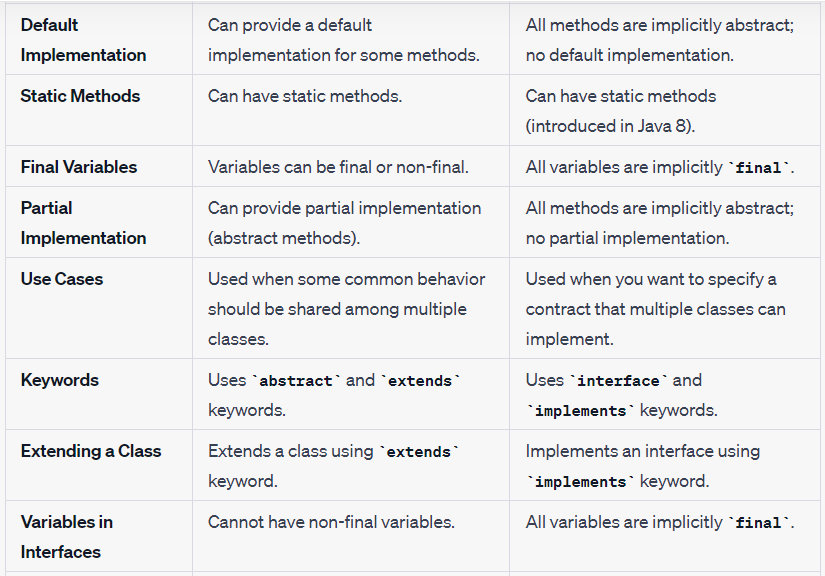 Default Implementation
Can provide a default
implementation for some methods.
All methods are implicitly abstract;
no default implementation.
Static Methods
Can have static methods.
Can have static methods
(introduced in Java 8).
Final Variables
Variables can be final or non-final.
All variables are implicitly `final`.
Partial
Implementation
Can provide partial implementation
(abstract methods).
All methods are implicitly abstract;
no partial implementation.
Use Cases
Used when some common behavior
should be shared among multiple
classes.
Used when you want to specify a
contract that multiple classes can
implement.
Keywords
Uses `abstract` and `extends`
keywords.
Uses `interface` and
`implements` keywords.
Extending a Class
Extends a class using `extends`
keyword.
Implements an interface using
`implements` keyword.
Variables in
Interfaces
Cannot have non-final variables.
All variables are implicitly `final`.